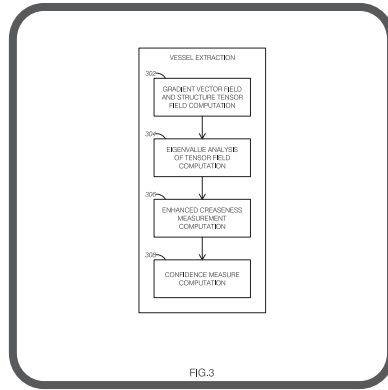 VESSEL EXTRACTION
302
GRADIENT VECTOR FIELD
AND STRUCTURE TENSOR
FIELD COMPUTATION
304
EIGENVALUE ANALYSIS
OF TENSOR FIELD
COMPUTATION
306
ENHANCED CREASENESS
MEASUREMENT
COMPUTATION
308
CONFIDENCE MEASURE
COMPUTATION
FIG.3